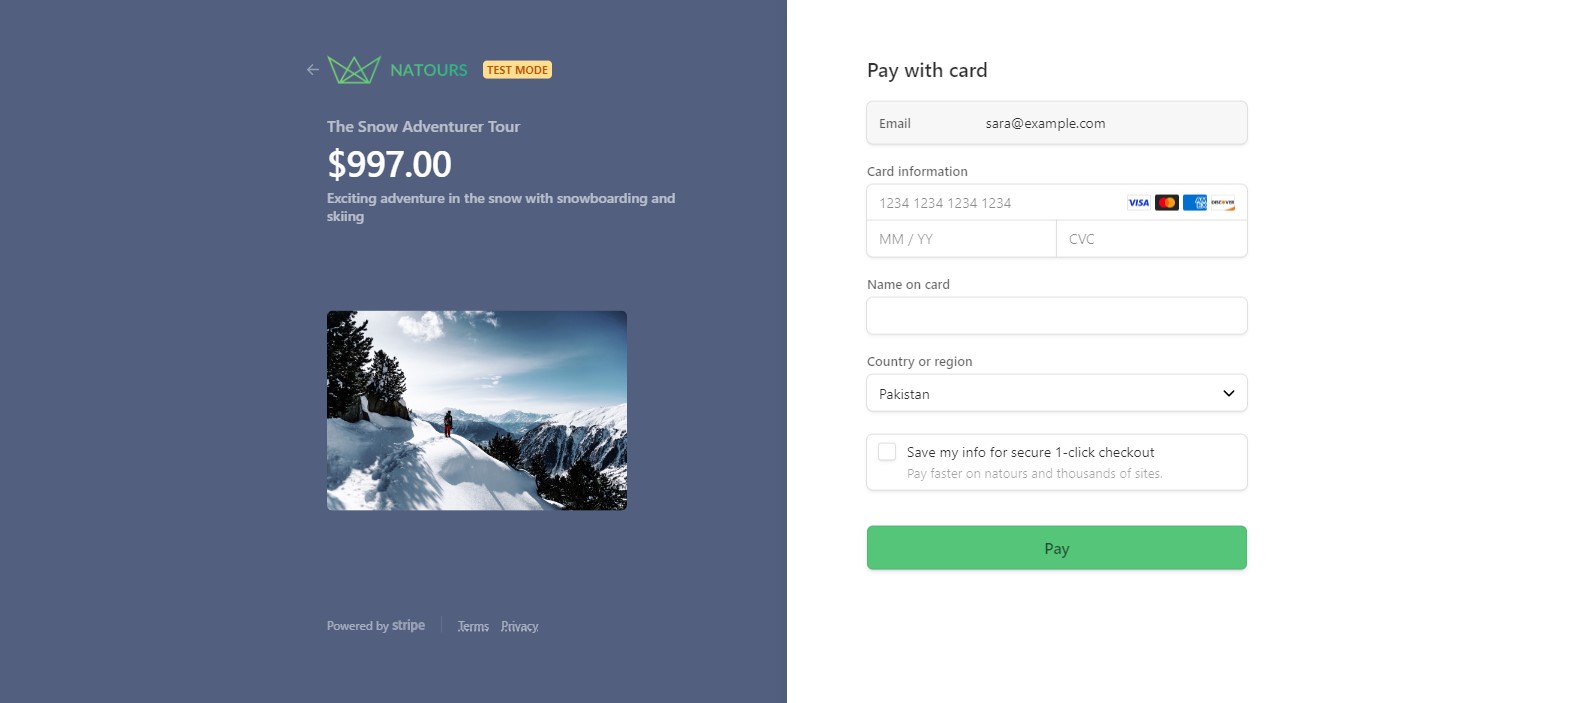 NATOURS TEST MODE
The Snow Adventurer Tour
$997.00
Exciting adventure in the snow with snowboarding and
skiing
Powered by stripe Terms Privacy
Pay with card
Email sara@example.com
Card information
1234 1234 1234 1234 VISA DISCOVER
MM / YY CVC
Name on card
Country or region
Pakistan
Save my info for secure 1-click checkout
Pay faster on natours and thousands of sites.
Pay